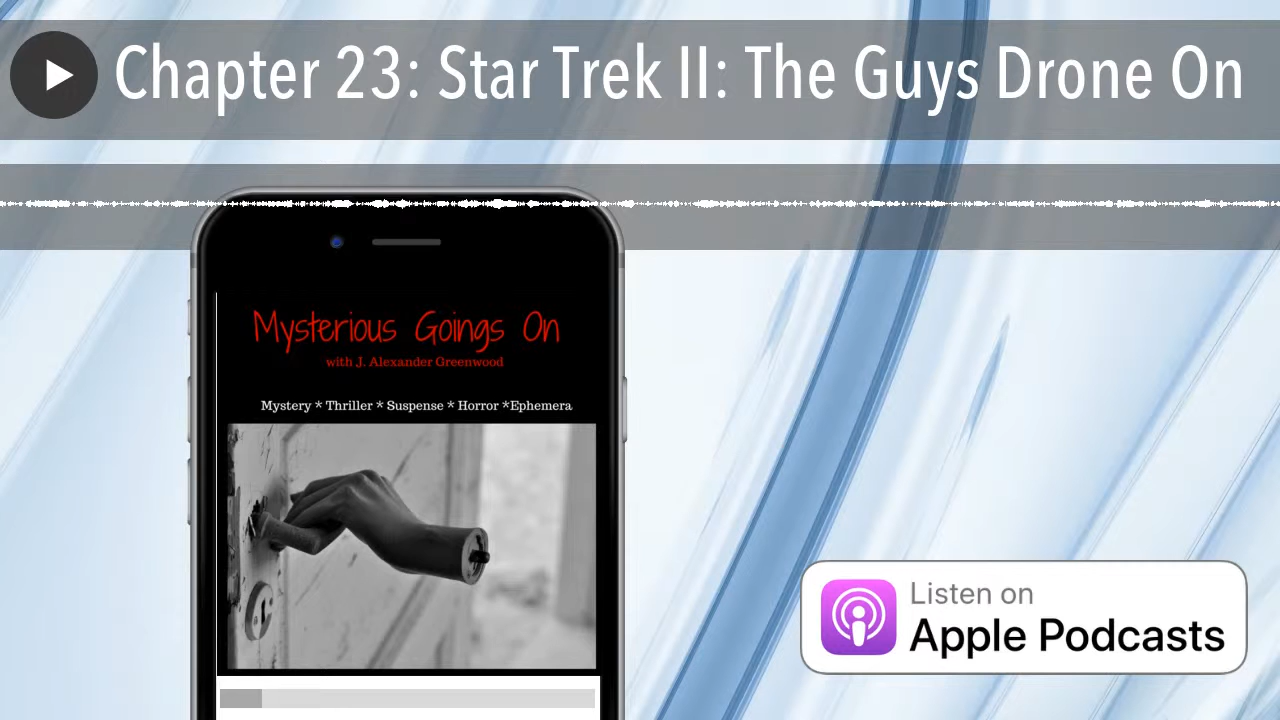 Chapter 23: Star Trek II: The Guys Drone On
Mysterious Goings On
with J. Alexander Greenwood
Mystery * Thriller * Suspense * Horror *Ephemera
Listen on
Apple Podcasts